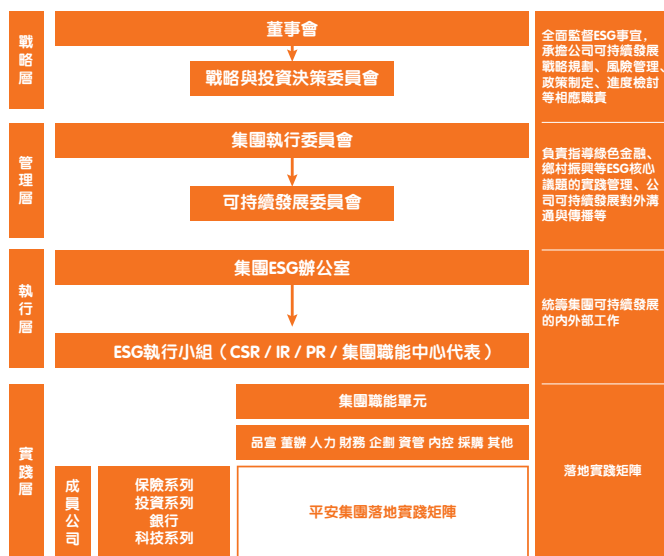 戰略層
董事會
戰略與投資決策委員會
全面監督ESG事宜,
承擔公司可持續發展
戰略規劃、風險管理、
政策制定、進度檢討
等相應職責
管理層
集團執行委員會
可持續發展委員會
負責指導綠色金融、
鄉村振興等ESG核心
議題的實踐管理、公
司可持續發展對外溝
通與傳播等
執行層
集團ESG辦公室
ESG執行小組（CSR / IR / PR / 集團職能中心代表）
統籌集團可持續發展
的內外部工作
實踐層
集團職能單元
品宣 董辦 人力 財務 企劃 資管 內控 採購 其他
成員公司
保險系列
投資系列
銀行
科技系列
平安集團落地實踐矩陣
落地實踐矩陣